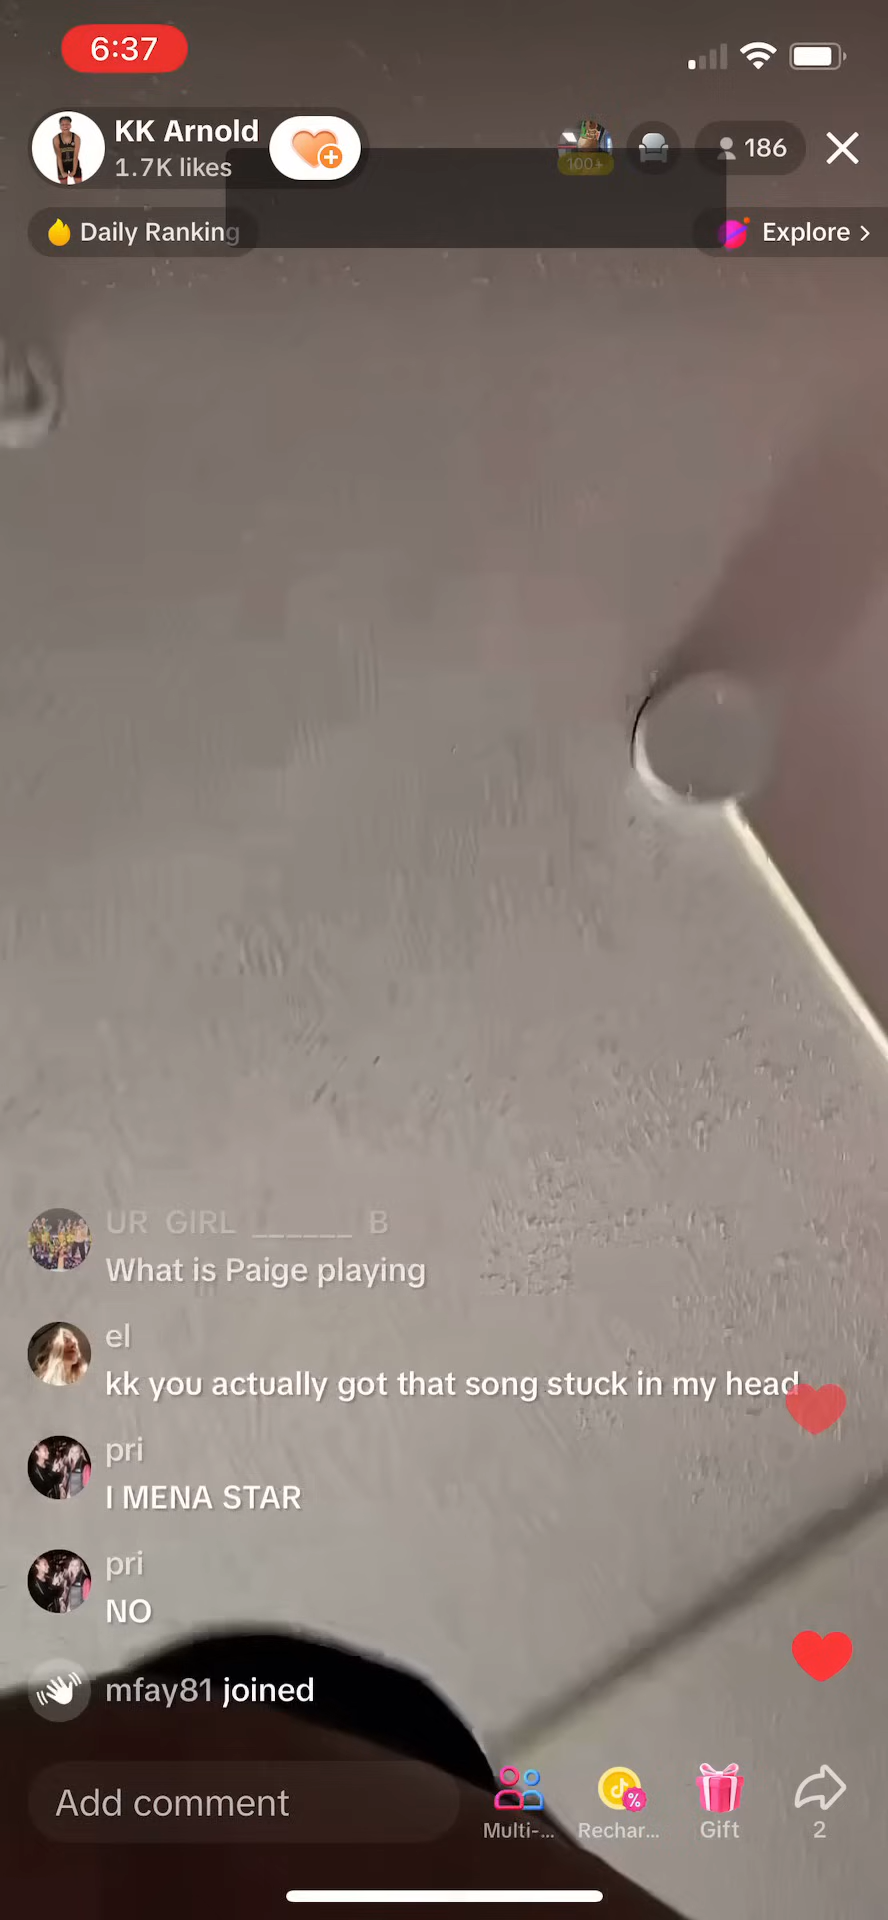 6:37
KK Arnold
1.7K likes
100+
186
Daily Ranking
Explore >
UR GIRL ______ B
What is Paige playing
el
kk you actually got that song stuck in my head
pri
I MENA STAR
pri
NO
mfay81 joined
Add comment
Multi-...
Rechar...
Gift
2